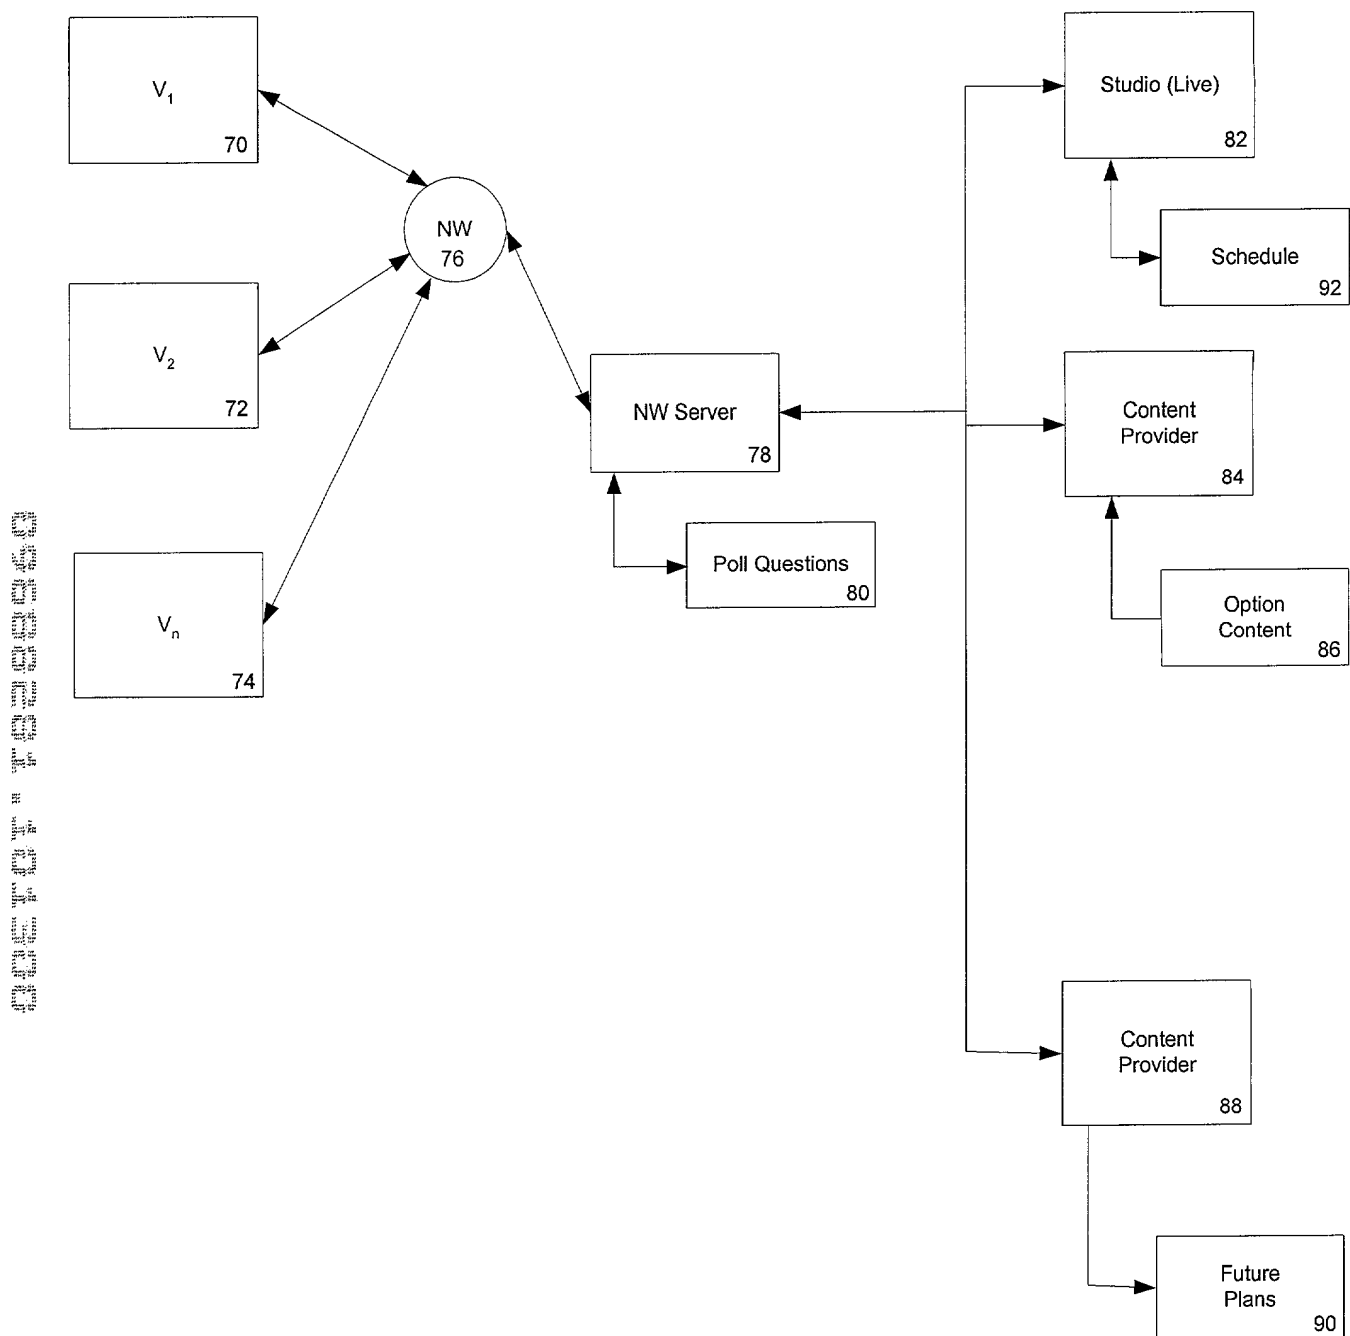 V1
70
V2
72
Vn
74
NW
76
NW Server
78
Poll Questions
80
Studio (Live)
82
Schedule
92
Content
Provider
84
Option
Content
86
Content
Provider
88
Future
Plans
90